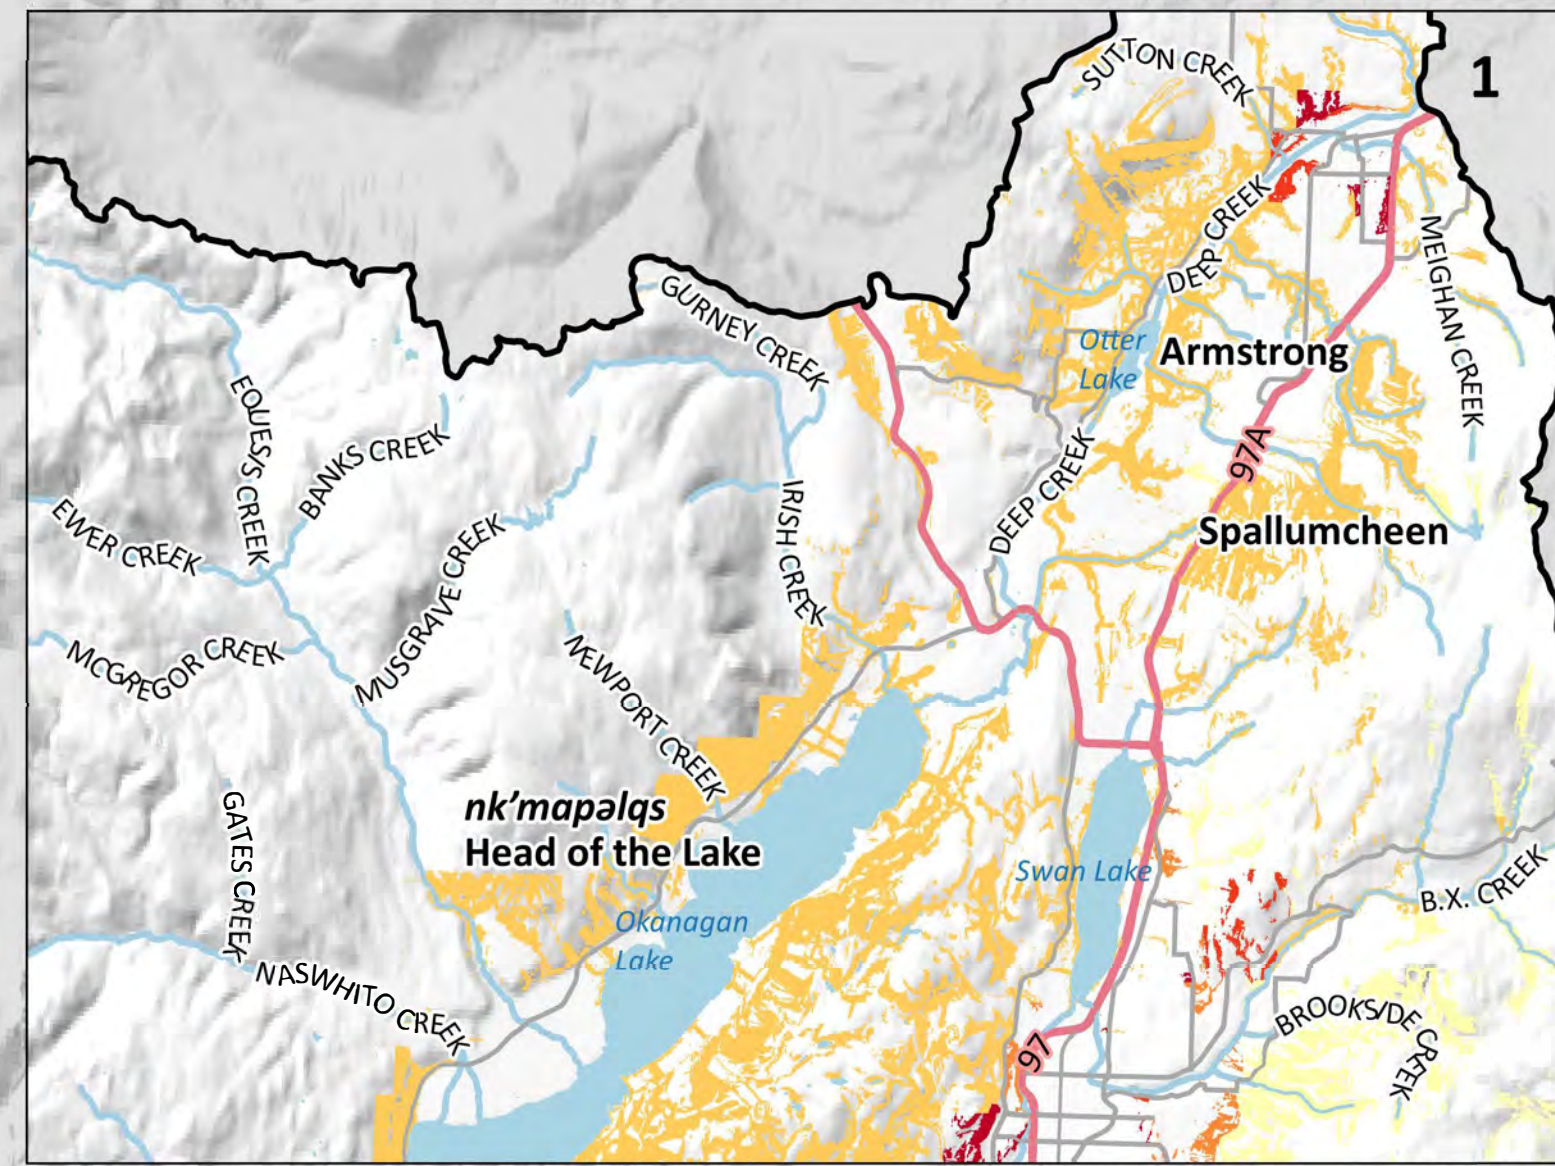 1
SUTTON CREEK
DEEP CREEK
MEIGHAN CREEK
GURNEY CREEK
Otter
Lake
Armstrong
EQUESIS CREEK
BANKS CREEK
97A
DEEP CREEK
IRISH CREEK
EWER CREEK
MUSGRAVE CREEK
Spallumcheen
MCGREGOR CREEK
NEWPORT CREEK
nk'mapəlqs
Head of the Lake
GATES CREEK
Swan Lake
B.X. CREEK
Okanagan
Lake
NASWHITO CREEK
BROOKSIDE CREEK
97